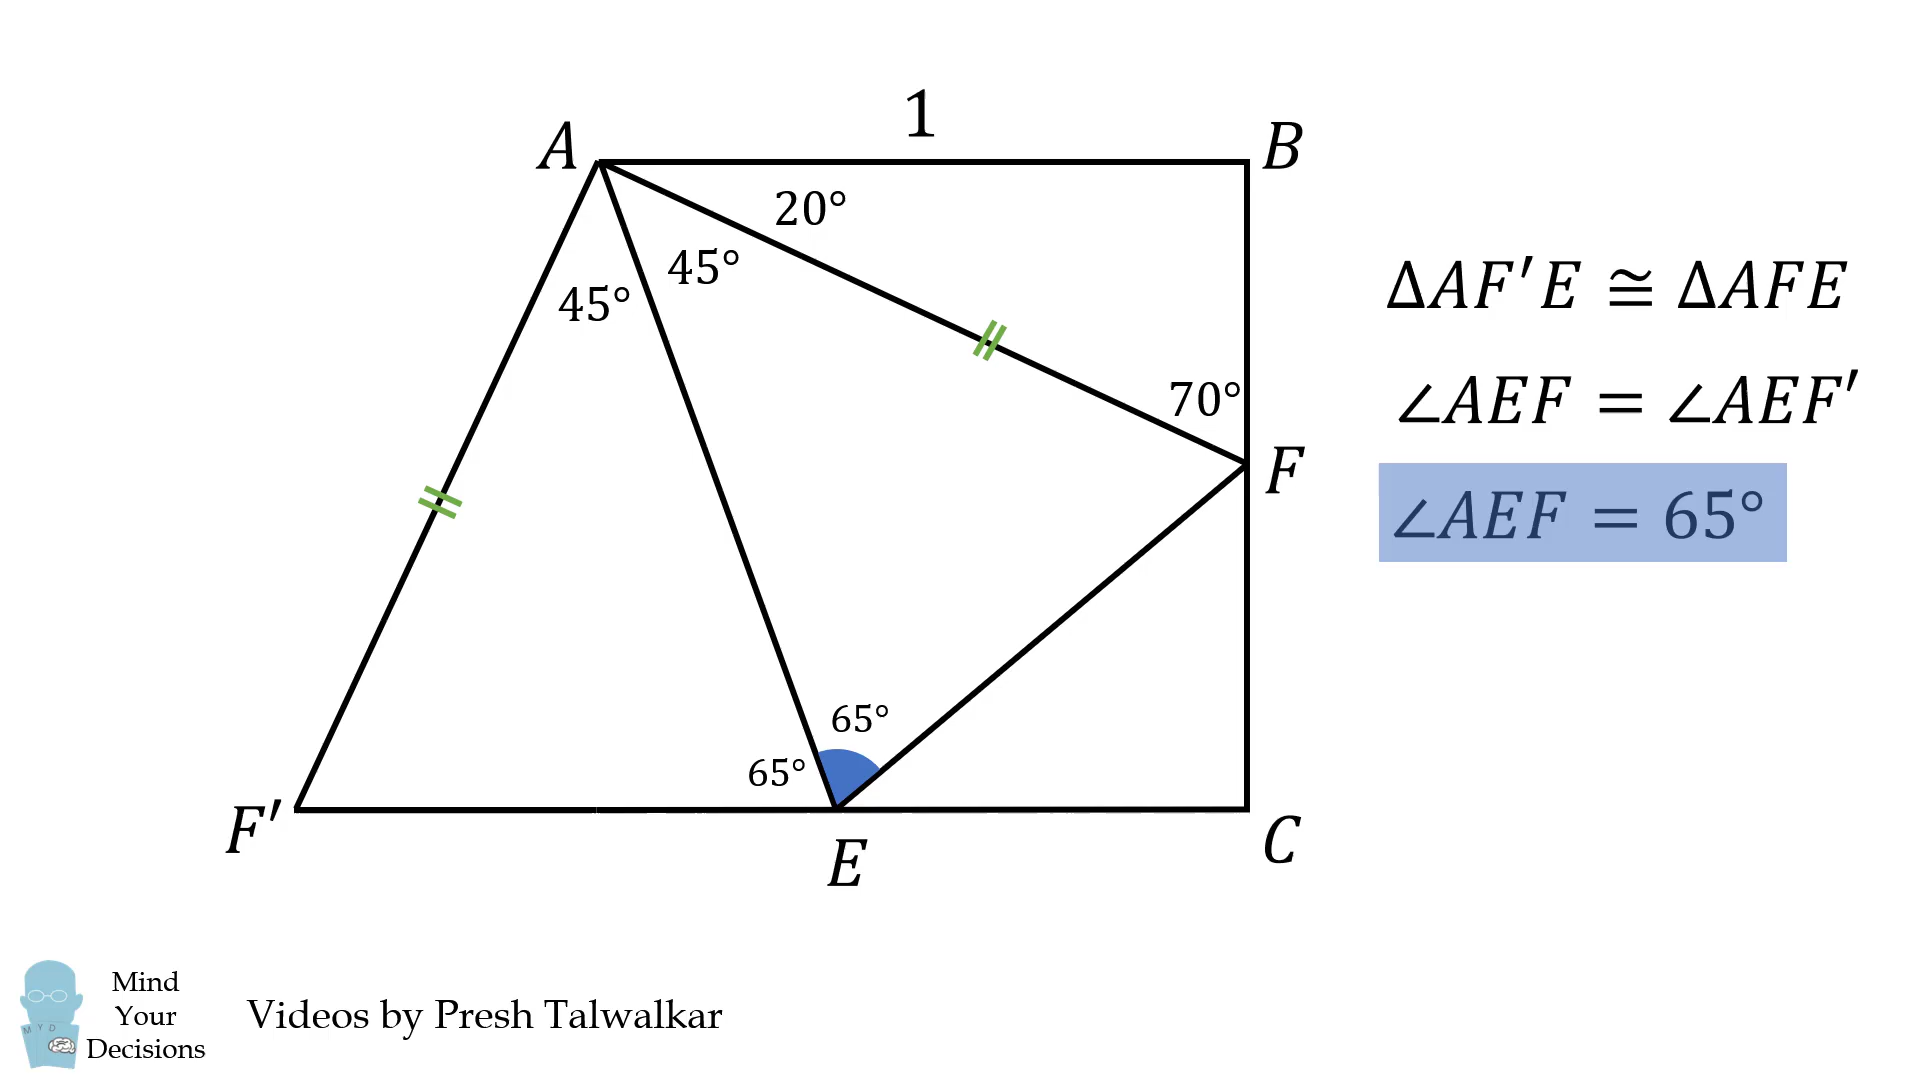 1
A
B
20°
45°
45°
ΔAF′E ≅ ΔAFE
70°
∠AEF = ∠AEF′
F
∠AEF = 65°
65°
65°
F′
E
C
Mind
Your
Decisions
M Y D
Videos by Presh Talwalkar